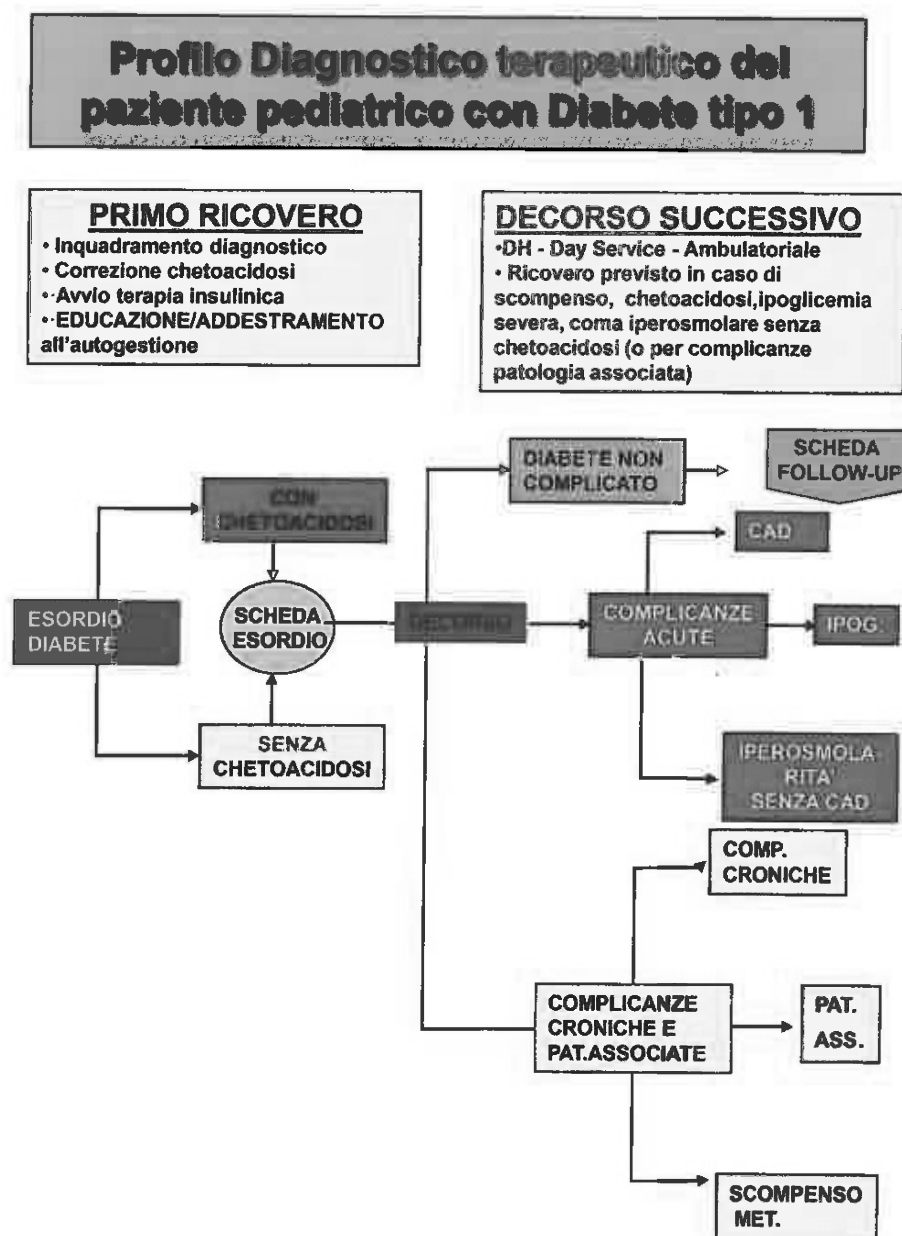 Profilo Diagnostico terapeutico del
paziente pediatrico con Diabete tipo 1
PRIMO RICOVERO
• Inquadramento diagnostico
• Correzione chetoacidosi
• Avvio terapia insulinica
• EDUCAZIONE/ADDESTRAMENTO
all'autogestione
DECORSO SUCCESSIVO
•DH - Day Service - Ambulatoriale
• Ricovero previsto in caso di
scompenso, chetoacidosi,ipoglicemia
severa, coma iperosmolare senza
chetoacidosi (o per complicanze
patologia associata)
DIABETE NON
COMPLICATO
SCHEDA
FOLLOW-UP
CON
CHETOACIDOSI
CAD
ESORDIO
DIABETE
SCHEDA
ESORDIO
DECORSO
COMPLICANZE
ACUTE
IPOG.
SENZA
CHETOACIDOSI
IPEROSMOLA-
RITA'
SENZA CAD
COMP.
CRONICHE
COMPLICANZE
CRONICHE E
PAT.ASSOCIATE
PAT.
ASS.
SCOMPENSO
MET.